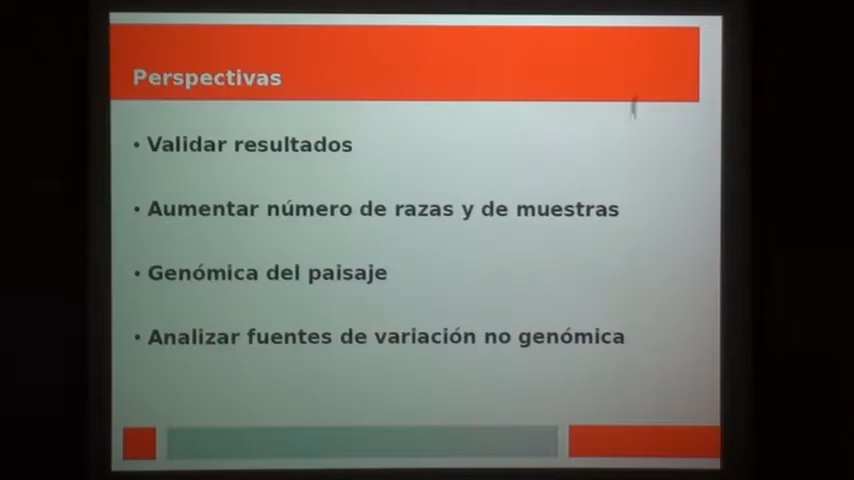 Perspectivas
• Validar resultados
• Aumentar número de razas y de muestras
• Genómica del paisaje
• Analizar fuentes de variación no genómica